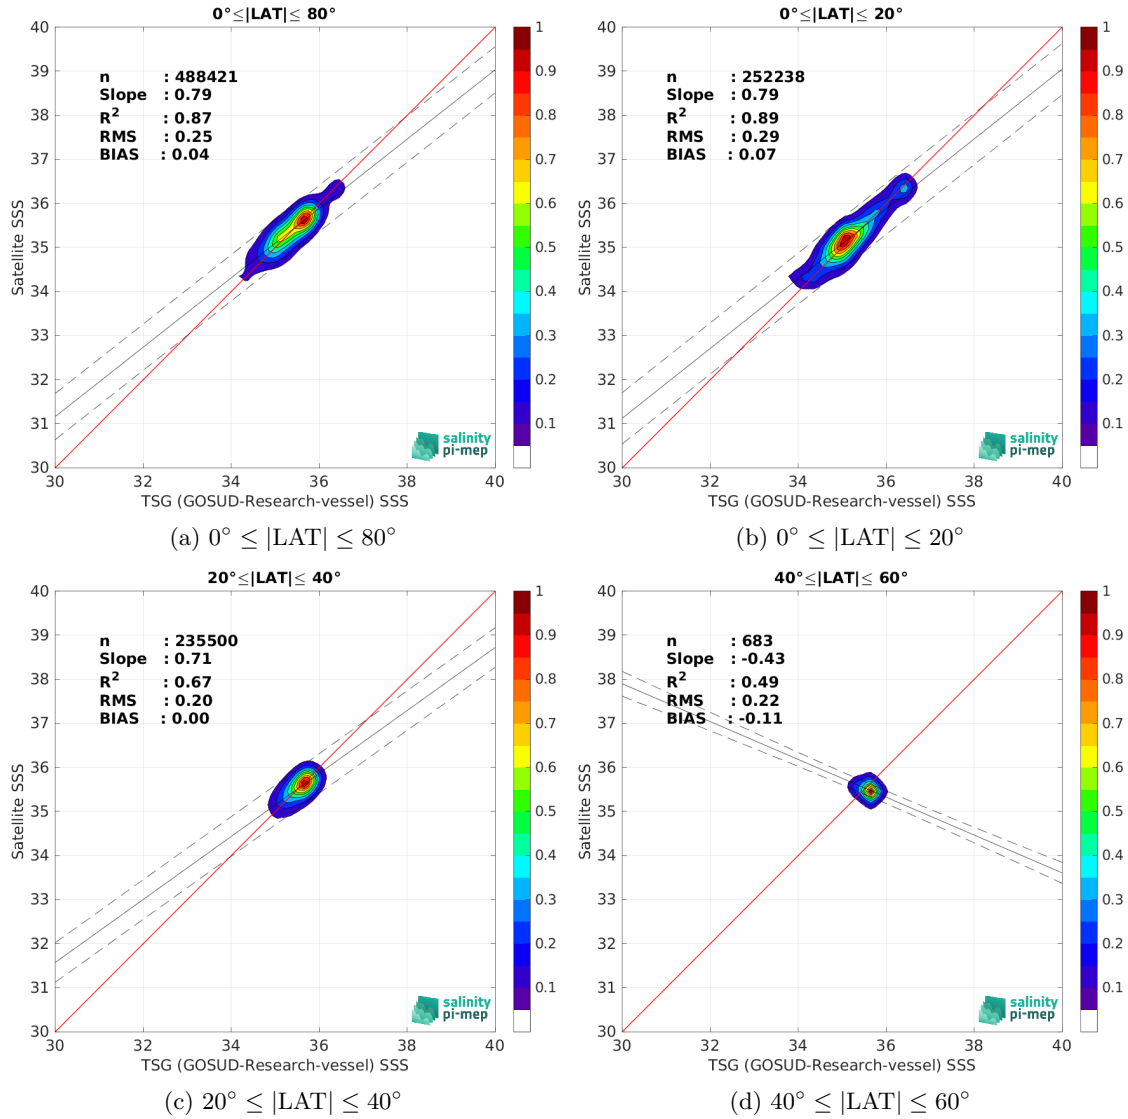 0°≤|LAT|≤ 80°
n : 488421
Slope : 0.79
R² : 0.87
RMS : 0.25
BIAS : 0.04
Satellite SSS
40
39
38
37
36
35
34
33
32
31
30
30 32 34 36 38 40
TSG (GOSUD-Research-vessel) SSS
1
0.9
0.8
0.7
0.6
0.5
0.4
0.3
0.2
0.1
salinity
pi-mep
(a) 0° ≤ |LAT| ≤ 80°
0°≤|LAT|≤ 20°
n : 252238
Slope : 0.79
R² : 0.89
RMS : 0.29
BIAS : 0.07
Satellite SSS
40
39
38
37
36
35
34
33
32
31
30
30 32 34 36 38 40
TSG (GOSUD-Research-vessel) SSS
1
0.9
0.8
0.7
0.6
0.5
0.4
0.3
0.2
0.1
salinity
pi-mep
(b) 0° ≤ |LAT| ≤ 20°
20°≤|LAT|≤ 40°
n : 235500
Slope : 0.71
R² : 0.67
RMS : 0.20
BIAS : 0.00
Satellite SSS
40
39
38
37
36
35
34
33
32
31
30
30 32 34 36 38 40
TSG (GOSUD-Research-vessel) SSS
1
0.9
0.8
0.7
0.6
0.5
0.4
0.3
0.2
0.1
salinity
pi-mep
(c) 20° ≤ |LAT| ≤ 40°
40°≤|LAT|≤ 60°
n : 683
Slope : -0.43
R² : 0.49
RMS : 0.22
BIAS : -0.11
Satellite SSS
40
39
38
37
36
35
34
33
32
31
30
30 32 34 36 38 40
TSG (GOSUD-Research-vessel) SSS
1
0.9
0.8
0.7
0.6
0.5
0.4
0.3
0.2
0.1
salinity
pi-mep
(d) 40° ≤ |LAT| ≤ 60°